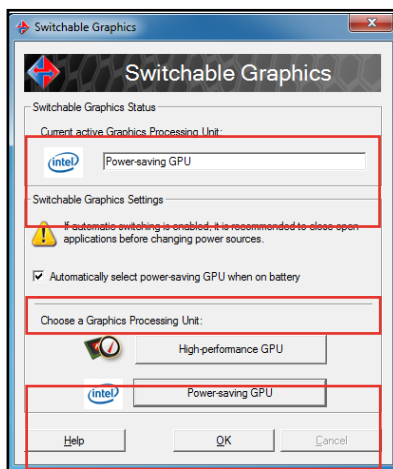 Switchable Graphics
Switchable Graphics
Switchable Graphics Status
Current active Graphics Processing Unit:
intel
Power-saving GPU
Switchable Graphics Settings
If automatic switching is enabled, it is recommended to close open
applications before changing power sources.
Automatically select power-saving GPU when on battery
Choose a Graphics Processing Unit:
High-performance GPU
intel
Power-saving GPU
Help OK Cancel